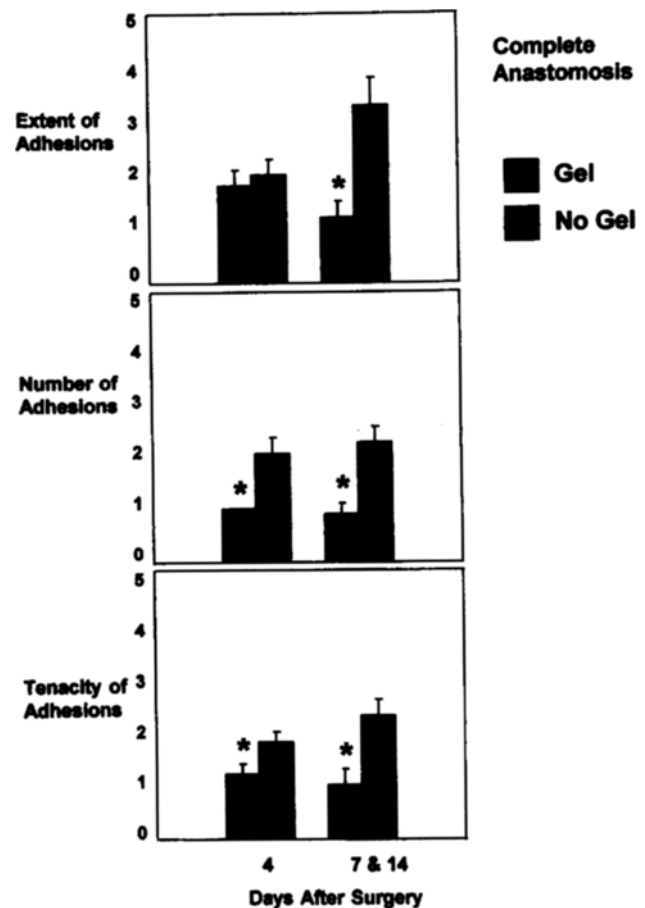 Complete
Anastomosis
Gel
No Gel
Extent of
Adhesions
5
4
3
2
1
0
*
Number of
Adhesions
5
4
3
2
1
0
*
*
Tenacity of
Adhesions
5
4
3
2
1
0
*
*
4
7 & 14
Days After Surgery